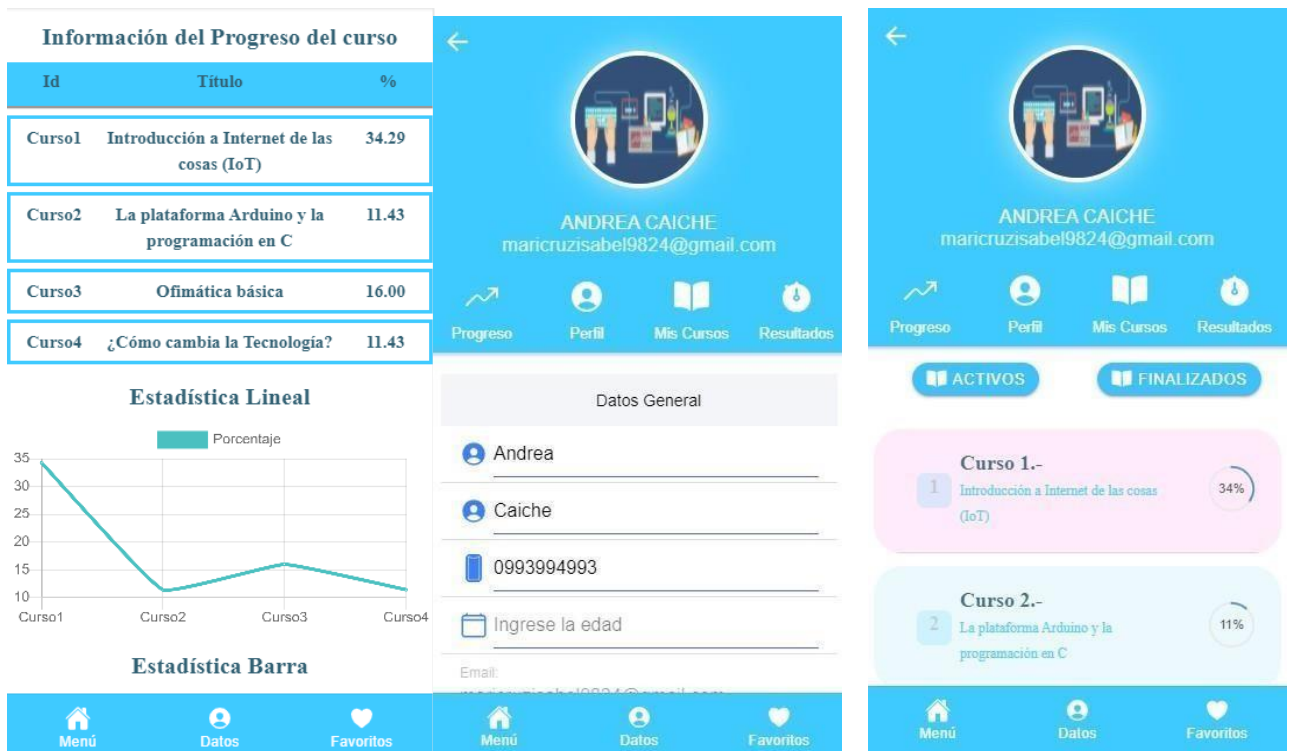 Información del Progreso del curso
Id Título %
Curso1 Introducción a Internet de las 34.29
cosas (IoT)
Curso2 La plataforma Arduino y la 11.43
programación en C
Curso3 Ofimática básica 16.00
Curso4 ¿Cómo cambia la Tecnología? 11.43
Estadística Lineal
Porcentaje
35
30
25
20
15
10
Curso1 Curso2 Curso3 Curso4
Estadística Barra
Menú Datos Favoritos
ANDREA CAICHE
maricruzisabel9824@gmail.com
Progreso Perfil Mis Cursos Resultados
Datos General
Andrea
Caiche
0993994993
Ingrese la edad
Email:
maricruzisabel9824@gmail.com
Menú Datos Favoritos
ANDREA CAICHE
maricruzisabel9824@gmail.com
Progreso Perfil Mis Cursos Resultados
ACTIVOS FINALIZADOS
Curso 1.-
1 Introducción a Internet de las cosas 34%
(IoT)
Curso 2.-
2 La plataforma Arduino y la 11%
programación en C
Menú Datos Favoritos